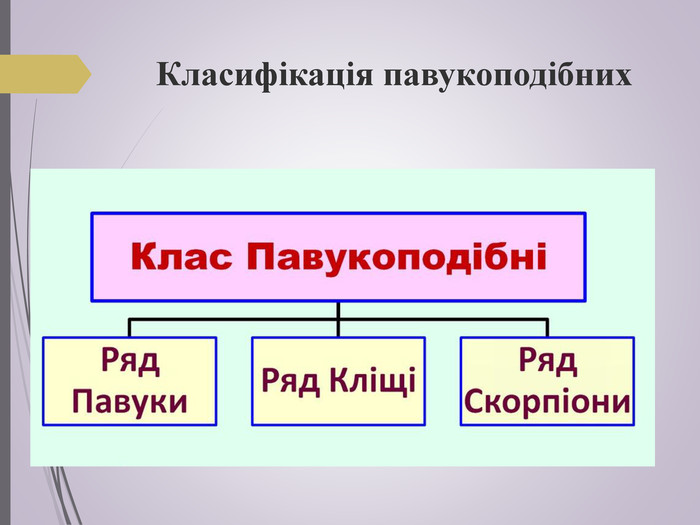 Класифікація павукоподібних
Клас Павукоподібні
Ряд
Павуки
Ряд Кліщі
Ряд
Скорпіони